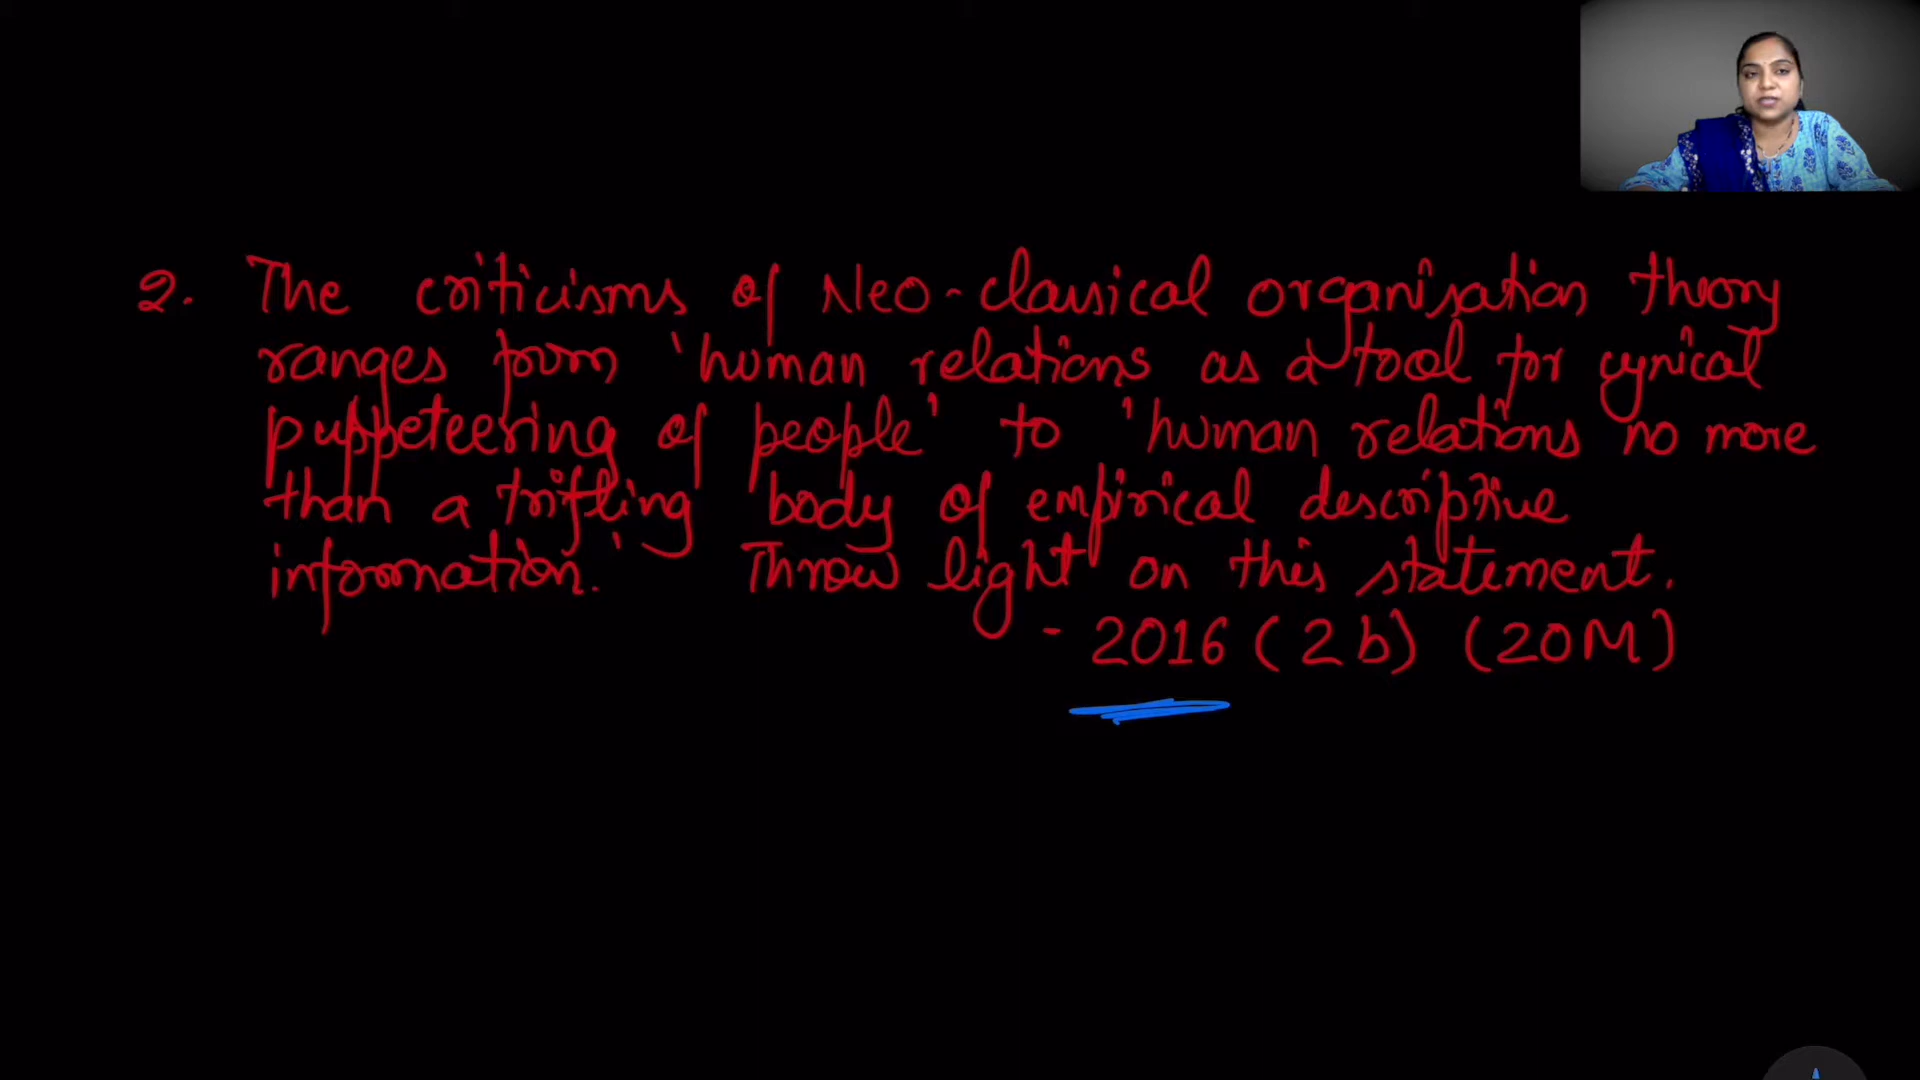 2. The criticisms of Neo-classical organisation theory
ranges from 'human relations as a tool for cynical
puppeteering of people' to 'human relations no more
than a trifling body of empirical descriptive
information.' Throw light on this statement.
- 2016 (2b) (20M)